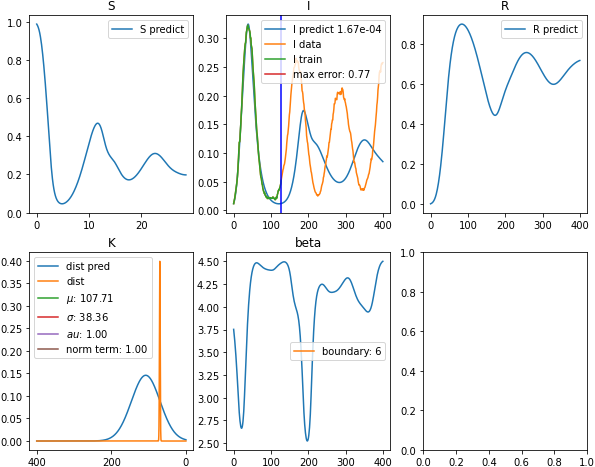 S
I
R
S predict
I predict 1.67e-04
I data
I train
max error: 0.77
R predict
1.0
0.8
0.6
0.4
0.2
0.0
0.30
0.25
0.20
0.15
0.10
0.05
0.00
0.8
0.6
0.4
0.2
0.0
0 10 20
0 100 200 300 400
0 100 200 300 400
K
beta
dist pred
dist
μ: 107.71
σ: 38.36
au: 1.00
norm term: 1.00
boundary: 6
0.40
0.35
0.30
0.25
0.20
0.15
0.10
0.05
0.00
4.50
4.25
4.00
3.75
3.50
3.25
3.00
2.75
2.50
1.0
0.8
0.6
0.4
0.2
0.0
400 200 0
0 100 200 300 400
0.0 0.2 0.4 0.6 0.8 1.0